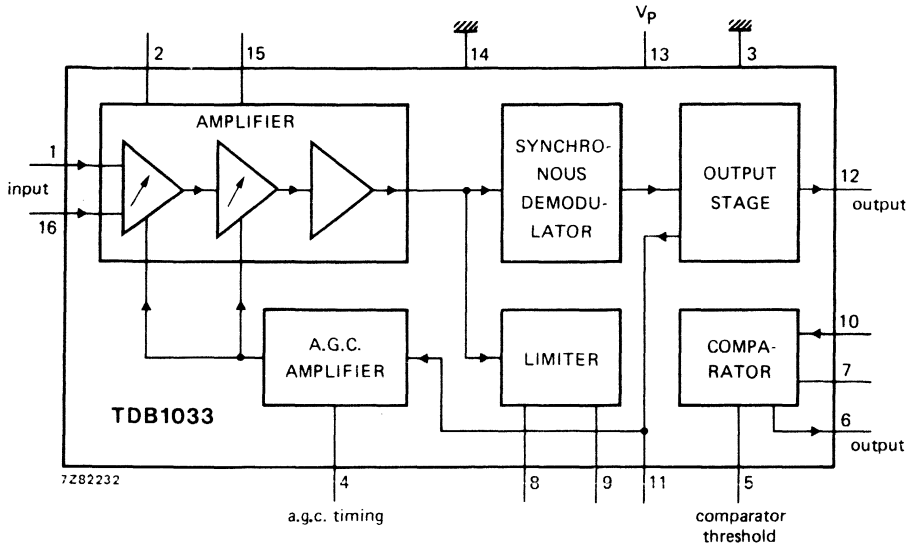 Vp
2
15
14
13
3
AMPLIFIER
1
input
16
SYNCHRO-
NOUS
DEMODU-
LATOR
OUTPUT
STAGE
12
output
A.G.C.
AMPLIFIER
LIMITER
COMPA-
RATOR
10
7
6
output
TDB1033
7Z82232
4
8
9
11
5
a.g.c. timing
comparator
threshold